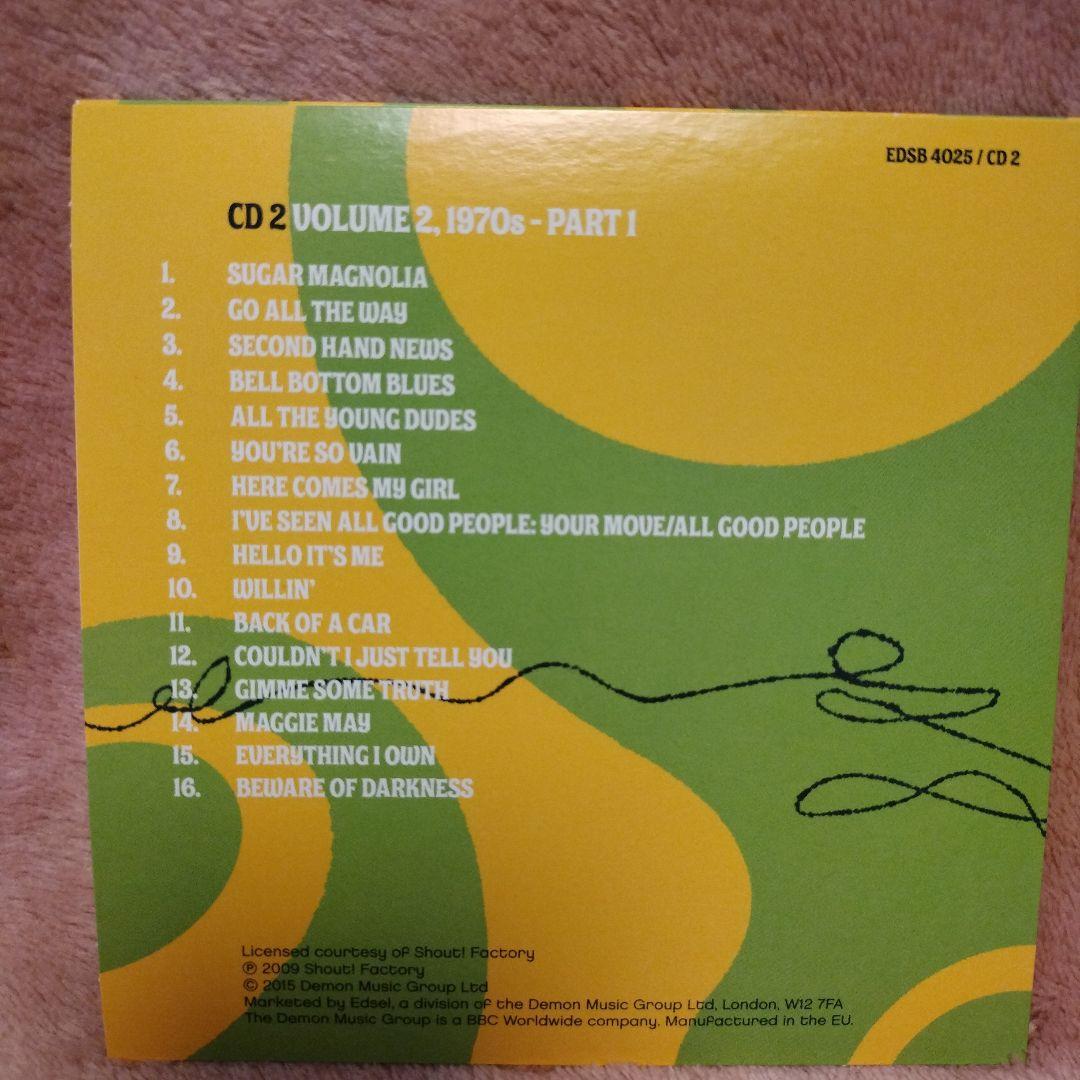 EDSB 4025 / CD 2
CD 2 VOLUME 2, 1970s - PART 1
1. SUGAR MAGNOLIA
2. GO ALL THE WAY
3. SECOND HAND NEWS
4. BELL BOTTOM BLUES
5. ALL THE YOUNG DUDES
6. YOU'RE SO VAIN
7. HERE COMES MY GIRL
8. I'VE SEEN ALL GOOD PEOPLE: YOUR MOVE/ALL GOOD PEOPLE
9. HELLO IT'S ME
10. WILLIN'
11. BACK OF A CAR
12. COULDN'T I JUST TELL YOU
13. GIMME SOME TRUTH
14. MAGGIE MAY
15. EVERYTHING I OWN
16. BEWARE OF DARKNESS
Licensed courtesy of Shout! Factory
℗ 2009 Shout! Factory
© 2015 Demon Music Group Ltd
Marketed by Edsel, a division of the Demon Music Group Ltd, London, W12 7FA
The Demon Music Group is a BBC Worldwide company. Manufactured in the EU.